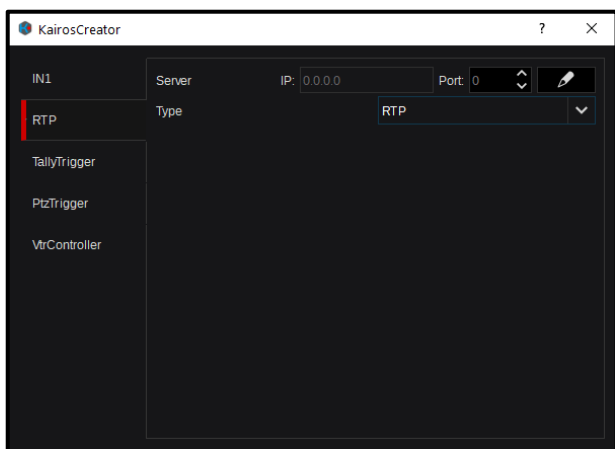 KairosCreator ?
IN1
RTP
TallyTrigger
PtzTrigger
VtrController
Server IP: 0.0.0.0 Port: 0
Type RTP